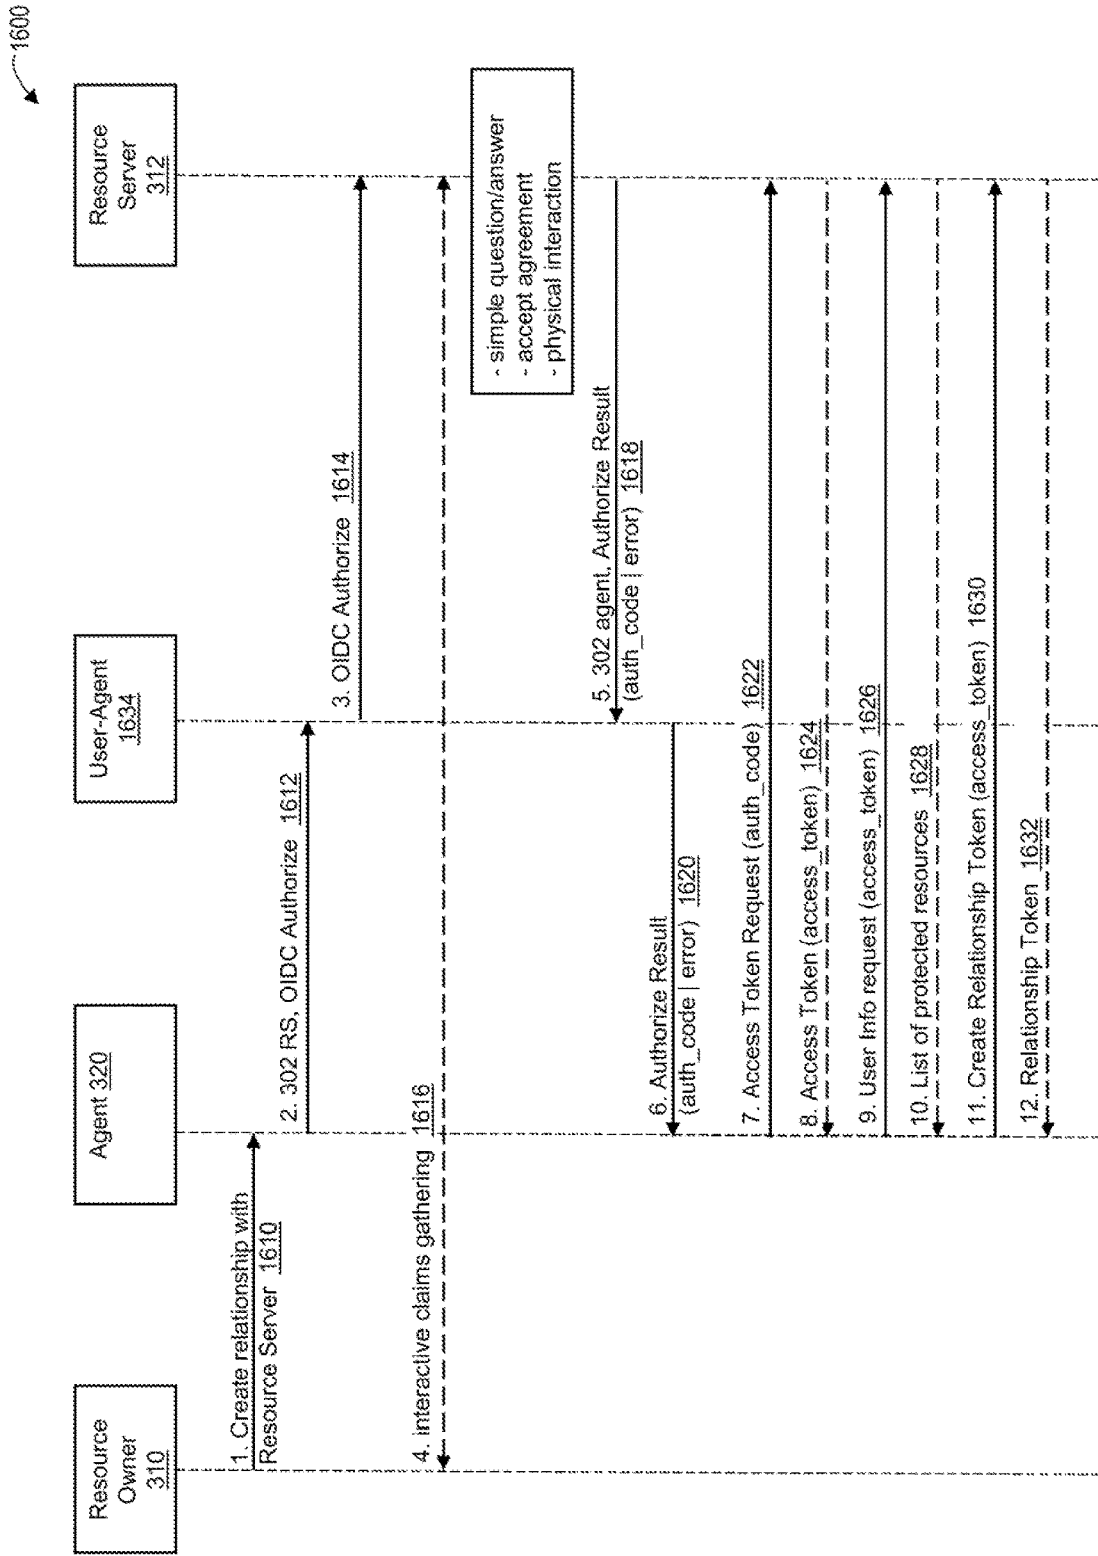 1600
Resource
Owner
310
Agent 320
User-Agent
1634
Resource
Server
312
1. Create relationship with
Resource Server 1610
2. 302 RS, OIDC Authorize 1612
3. OIDC Authorize 1614
4. interactive claims gathering 1616
- simple question/answer
- accept agreement
- physical interaction
5. 302 agent, Authorize Result
(auth_code | error) 1618
6. Authorize Result
(auth_code | error) 1620
7. Access Token Request (auth_code) 1622
8. Access Token (access_token) 1624
9. User Info request (access_token) 1626
10. List of protected resources 1628
11. Create Relationship Token (access_token) 1630
12. Relationship Token 1632